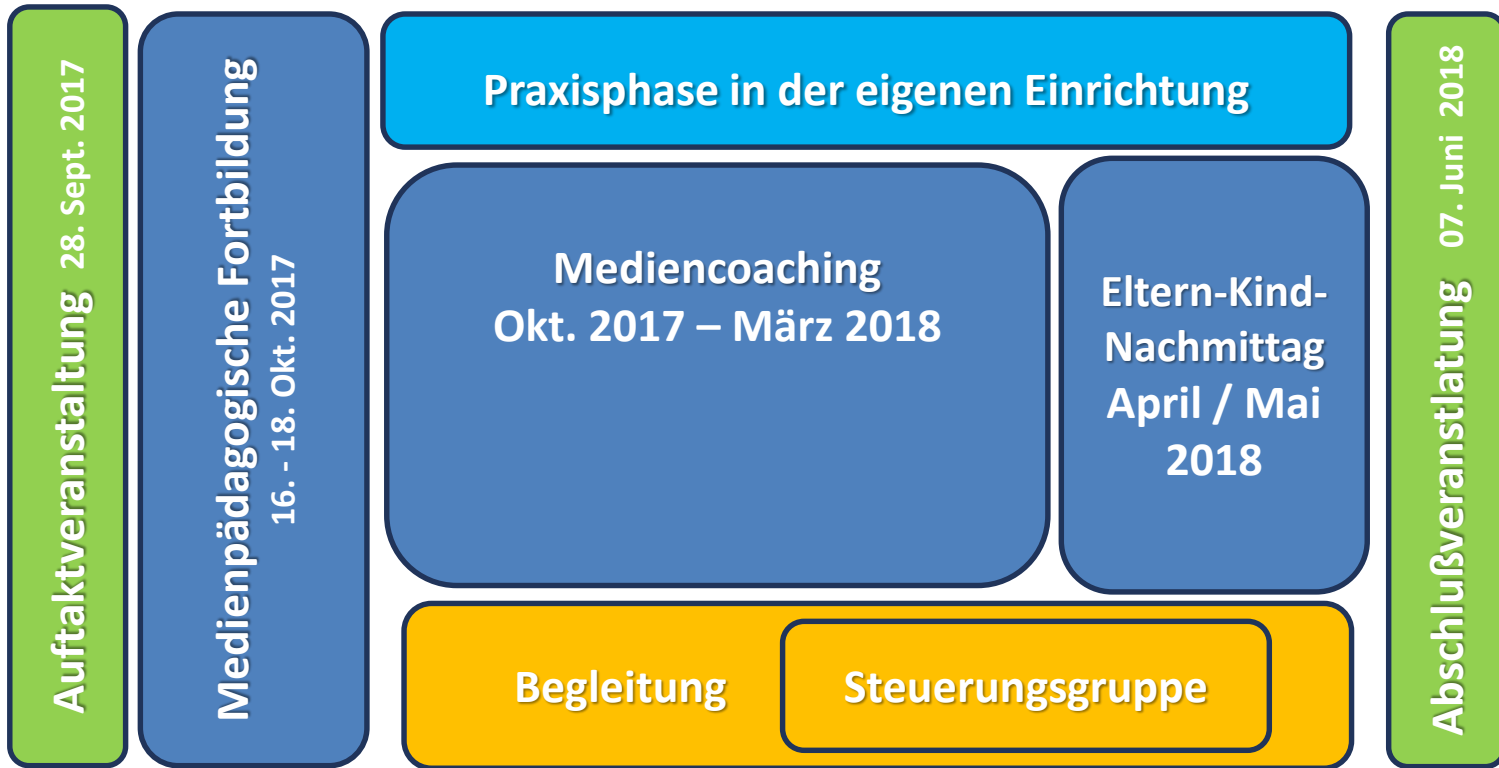 Auftaktveranstaltung 28. Sept. 2017
Medienpädagogische Fortbildung
16. - 18. Okt. 2017
Praxisphase in der eigenen Einrichtung
Mediencoaching
Okt. 2017 – März 2018
Eltern-Kind-
Nachmittag
April / Mai
2018
Begleitung
Steuerungsgruppe
Abschlußveranstlatung 07. Juni 2018